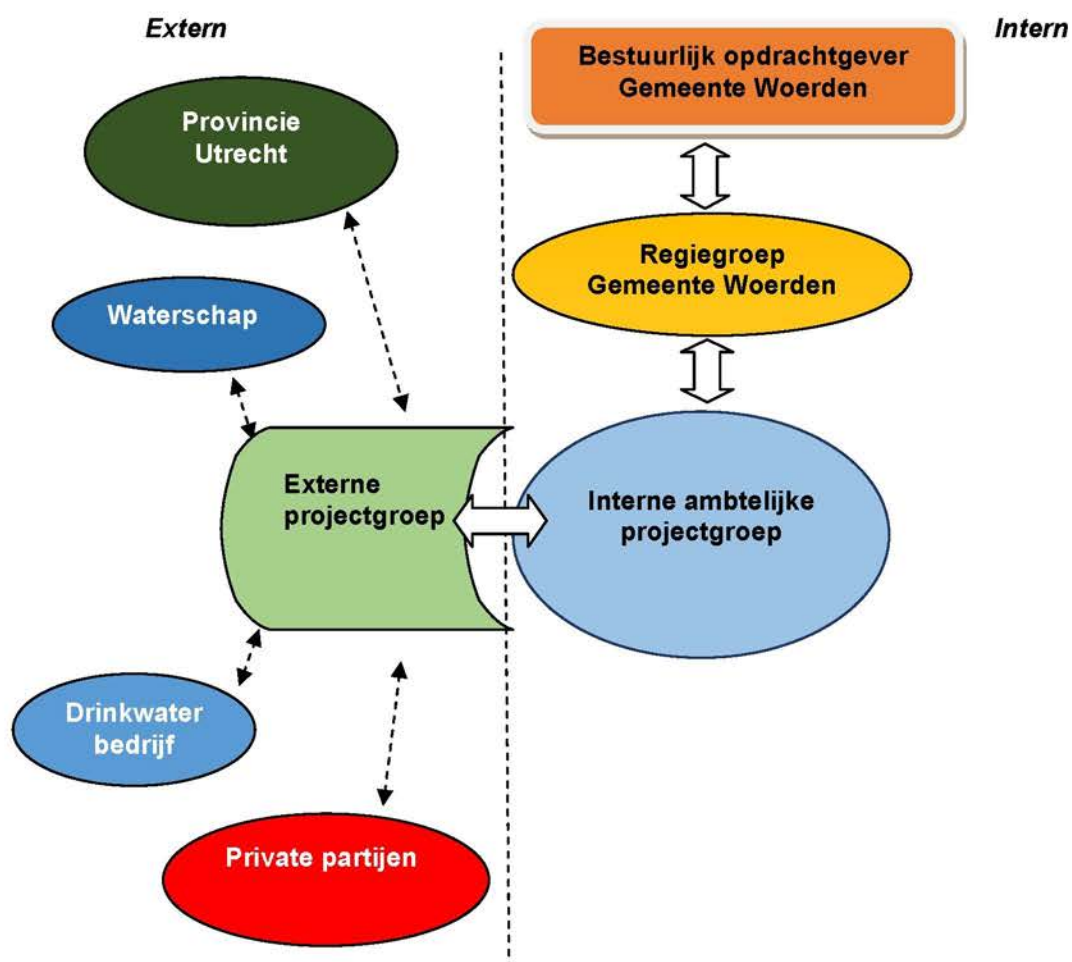 Extern
Intern
Bestuurlijk opdrachtgever
Gemeente Woerden
Provincie
Utrecht
Regiegroep
Gemeente Woerden
Waterschap
Externe
projectgroep
Interne ambtelijke
projectgroep
Drinkwater
bedrijf
Private partijen